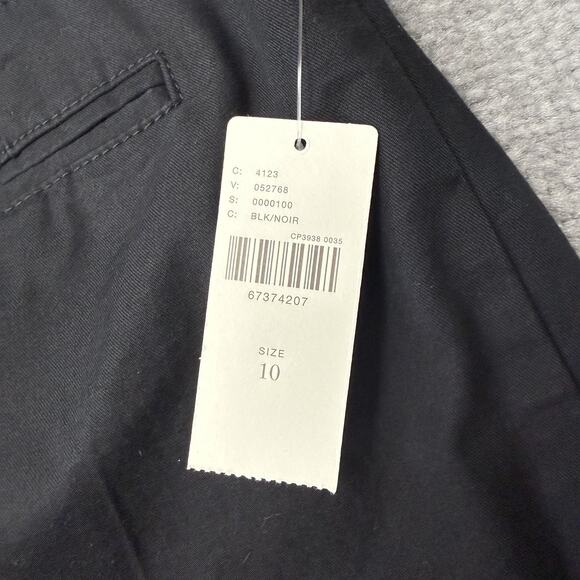 C: 4123
V: 052768
S: 0000100
C: BLK/NOIR
CP3938 0035
67374207
SIZE
10